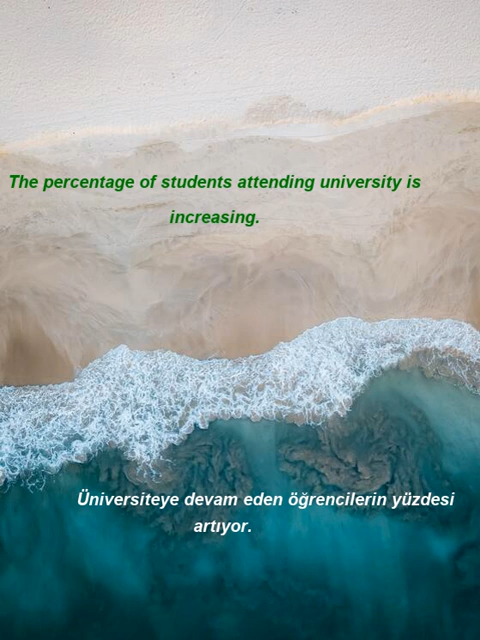 The percentage of students attending university is
increasing.
Üniversiteye devam eden öğrencilerin yüzdesi
artıyor.